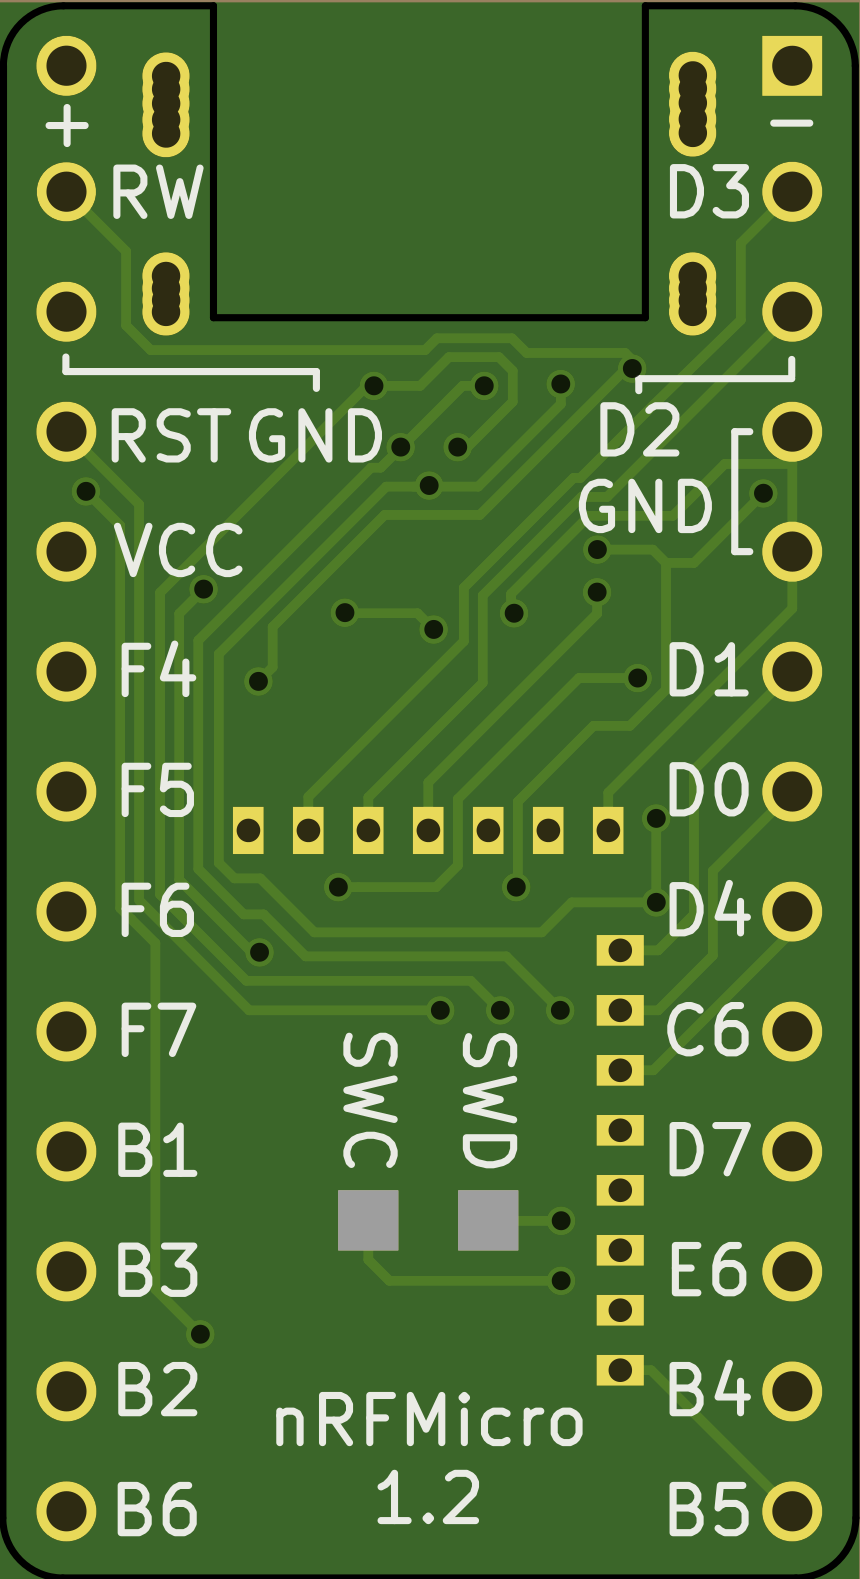 + −
RW D3
RST GND D2
GND
VCC
F4 D1
F5 D0
F6 D4
F7 C6
SWC SWD
B1 D7
B3 E6
B2 B4
nRFMicro
1.2
B6 B5